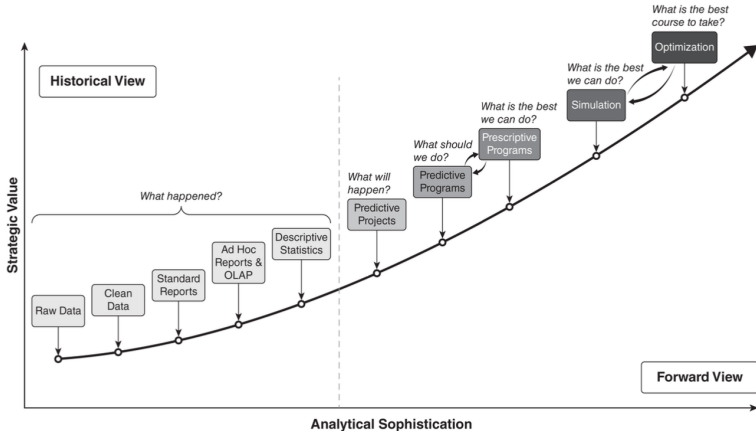 What is the best
course to take?
Optimization
Historical View
What is the best
we can do?
Simulation
What is the best
we can do?
Prescriptive
Programs
What should
we do?
Predictive
Programs
What will
happen?
Predictive
Projects
What happened?
Descriptive
Statistics
Ad Hoc
Reports &
OLAP
Standard
Reports
Clean
Data
Raw Data
Strategic Value
Forward View
Analytical Sophistication